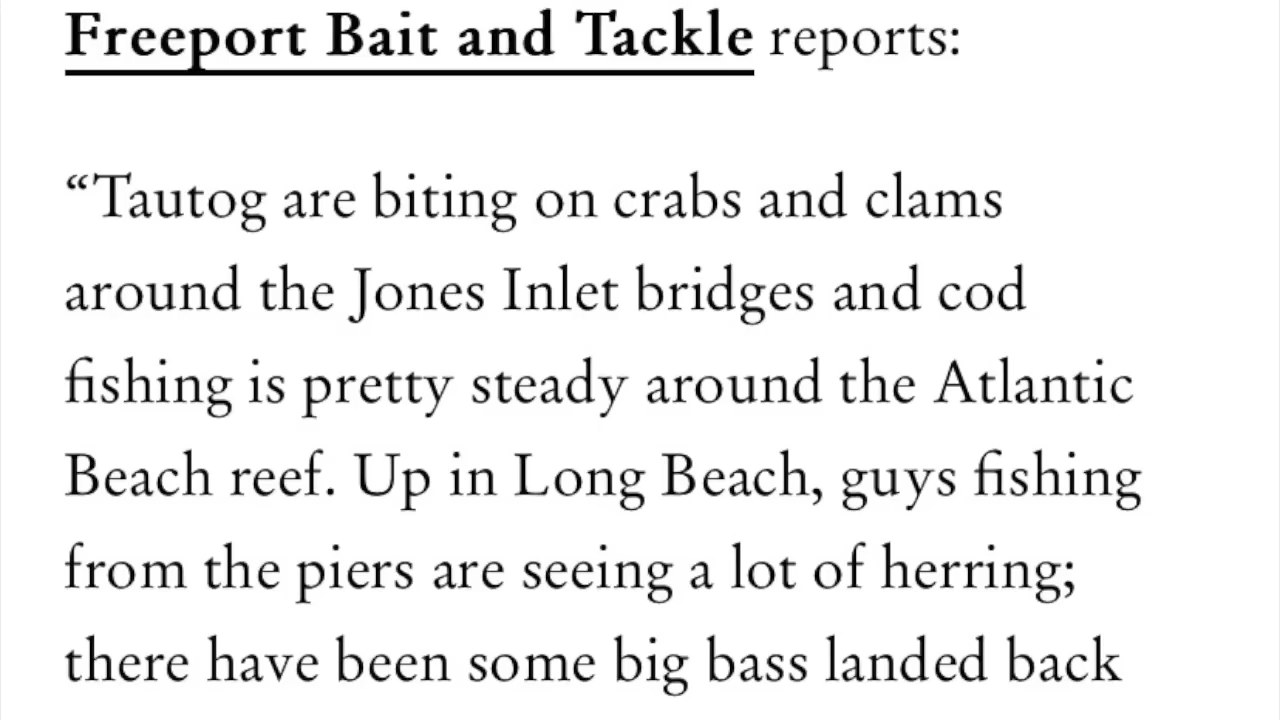 Freeport Bait and Tackle reports:
“Tautog are biting on crabs and clams
around the Jones Inlet bridges and cod
fishing is pretty steady around the Atlantic
Beach reef. Up in Long Beach, guys fishing
from the piers are seeing a lot of herring;
there have been some big bass landed back